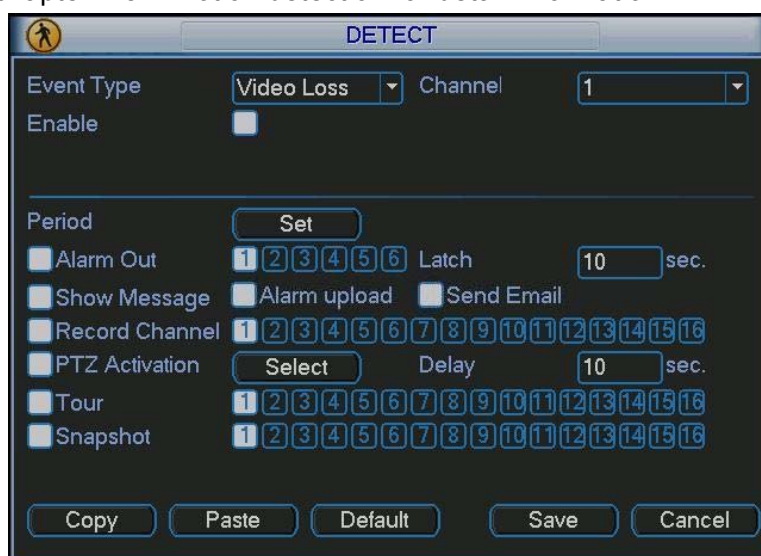 DETECT
Event Type Video Loss Channel 1
Enable
Period Set
Alarm Out 1 2 3 4 5 6 Latch 10 sec.
Show Message Alarm upload Send Email
Record Channel 1 2 3 4 5 6 7 8 9 10 11 12 13 14 15 16
PTZ Activation Select Delay 10 sec.
Tour 1 2 3 4 5 6 7 8 9 10 11 12 13 14 15 16
Snapshot 1 2 3 4 5 6 7 8 9 10 11 12 13 14 15 16
Copy Paste Default Save Cancel